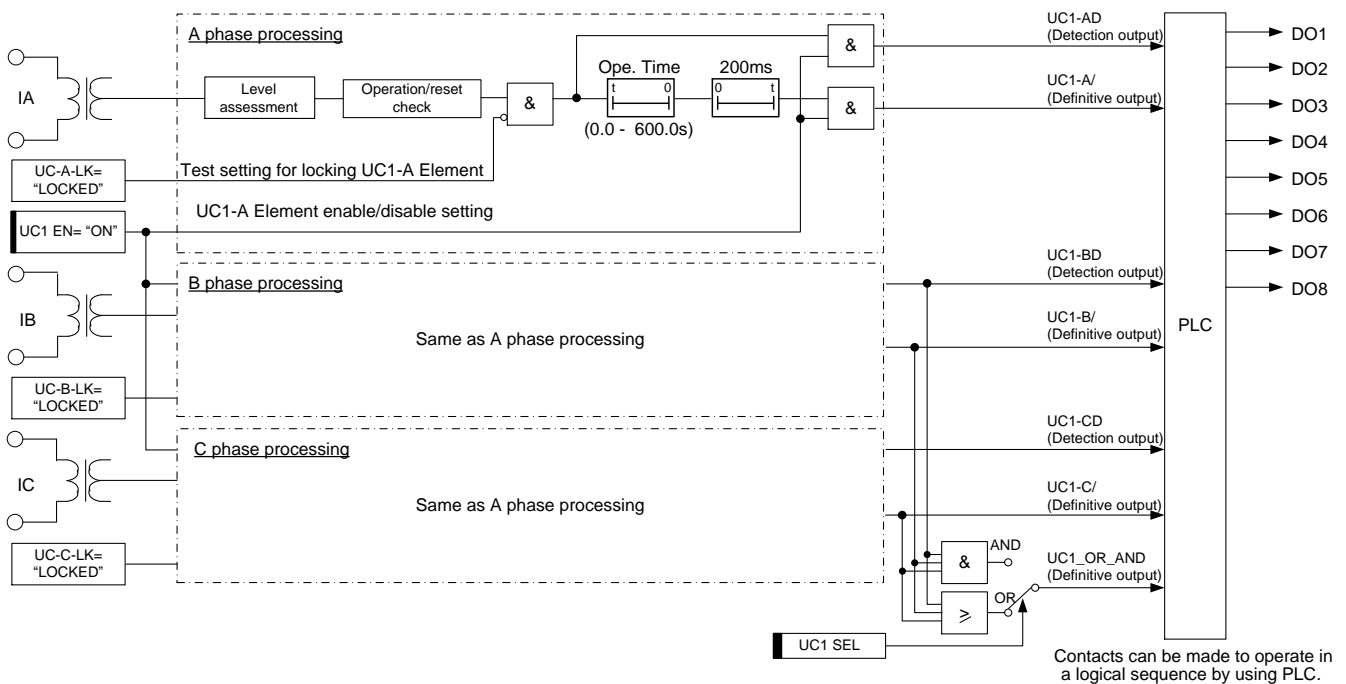 A phase processing
IA
Level
assessment
Operation/reset
check
&
Ope. Time
t 0
(0.0 - 600.0s)
200ms
0 t
&
&
UC1-AD
(Detection output)
UC1-A/
(Definitive output)
UC-A-LK=
“LOCKED”
Test setting for locking UC1-A Element
UC1 EN= “ON”
UC1-A Element enable/disable setting
IB
B phase processing
Same as A phase processing
UC1-BD
(Detection output)
UC1-B/
(Definitive output)
UC-B-LK=
“LOCKED”
IC
C phase processing
Same as A phase processing
UC1-CD
(Detection output)
UC1-C/
(Definitive output)
UC-C-LK=
“LOCKED”
&
AND
≥
OR
UC1_OR_AND
(Definitive output)
UC1 SEL
PLC
DO1
DO2
DO3
DO4
DO5
DO6
DO7
DO8
Contacts can be made to operate in
a logical sequence by using PLC.